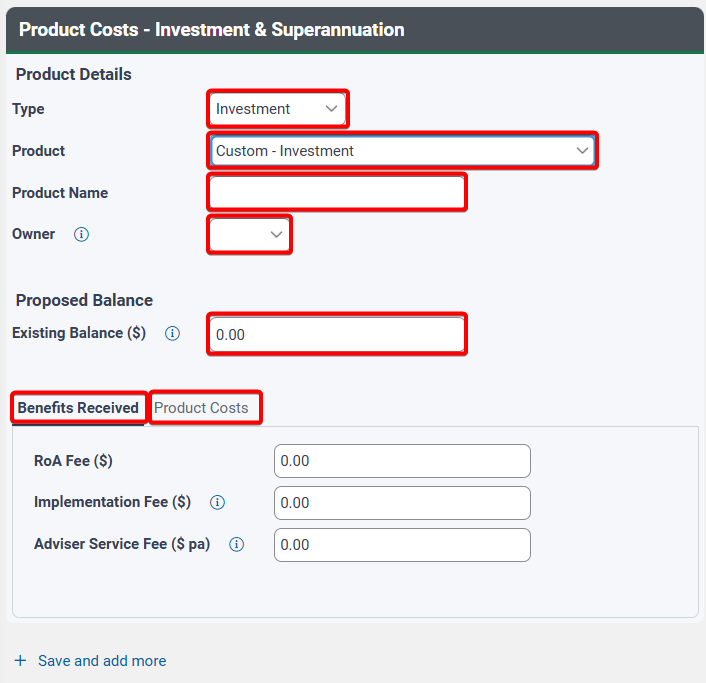 Product Costs - Investment & Superannuation
Product Details
Type Investment
Product Custom - Investment
Product Name
Owner
Proposed Balance
Existing Balance ($) 0.00
Benefits Received Product Costs
RoA Fee ($) 0.00
Implementation Fee ($) 0.00
Adviser Service Fee ($ pa) 0.00
+ Save and add more